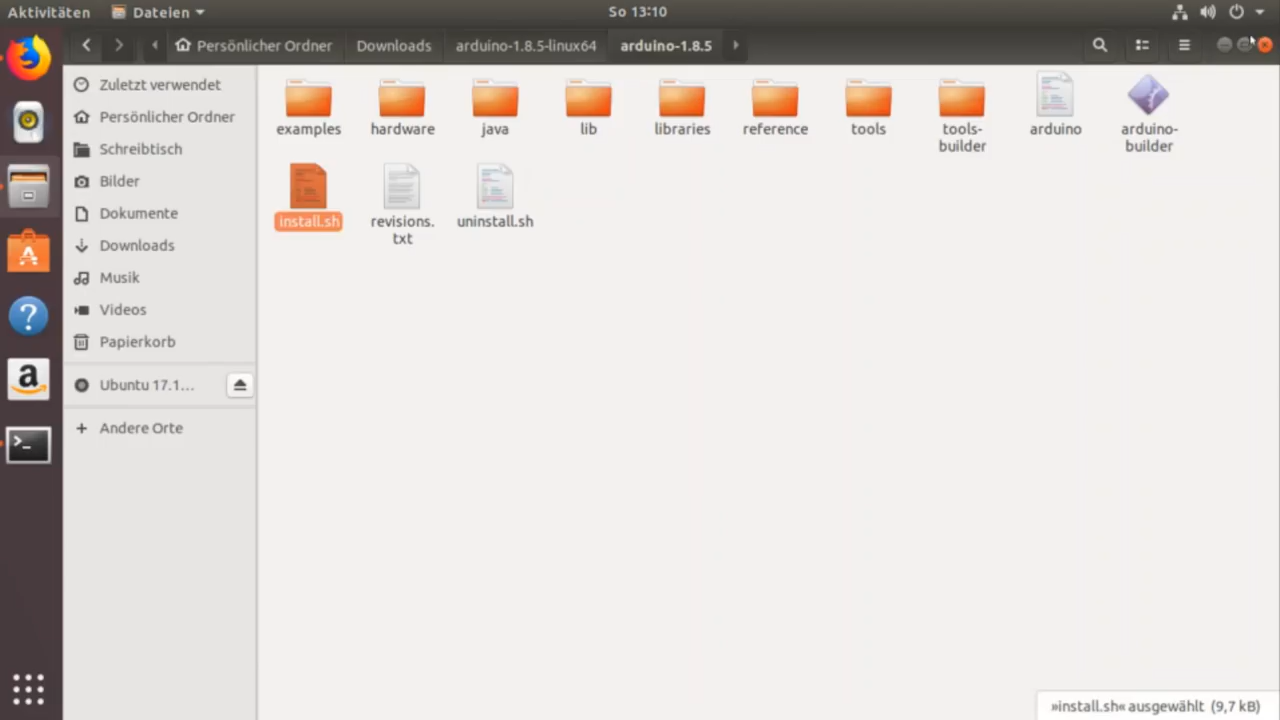 Aktivitäten
Dateien
So 13:10
Persönlicher Ordner
Downloads
arduino-1.8.5-linux64
arduino-1.8.5
Zuletzt verwendet
Persönlicher Ordner
Schreibtisch
Bilder
Dokumente
Downloads
Musik
Videos
Papierkorb
Ubuntu 17.1...
+ Andere Orte
examples
hardware
java
lib
libraries
reference
tools
tools-
builder
arduino
arduino-
builder
install.sh
revisions.
txt
uninstall.sh
»install.sh« ausgewählt (9,7 kB)